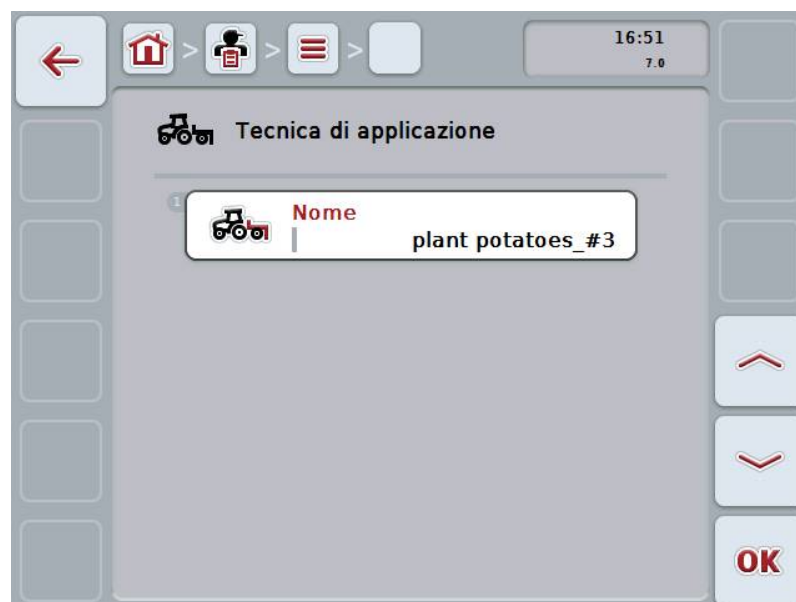 16:51
7.0
Tecnica di applicazione
1
Nome
plant potatoes_#3
OK